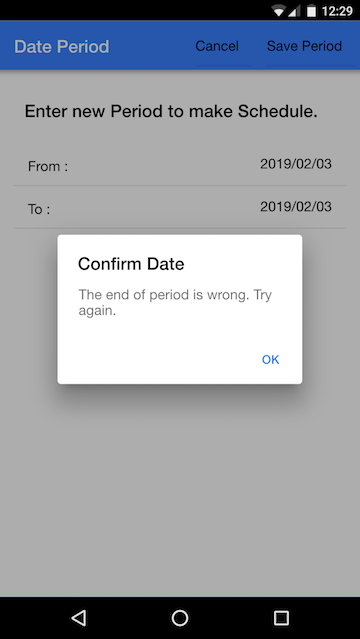 12:29
Date Period Cancel Save Period
Enter new Period to make Schedule.
From : 2019/02/03
To : 2019/02/03
Confirm Date
The end of period is wrong. Try
again.
OK